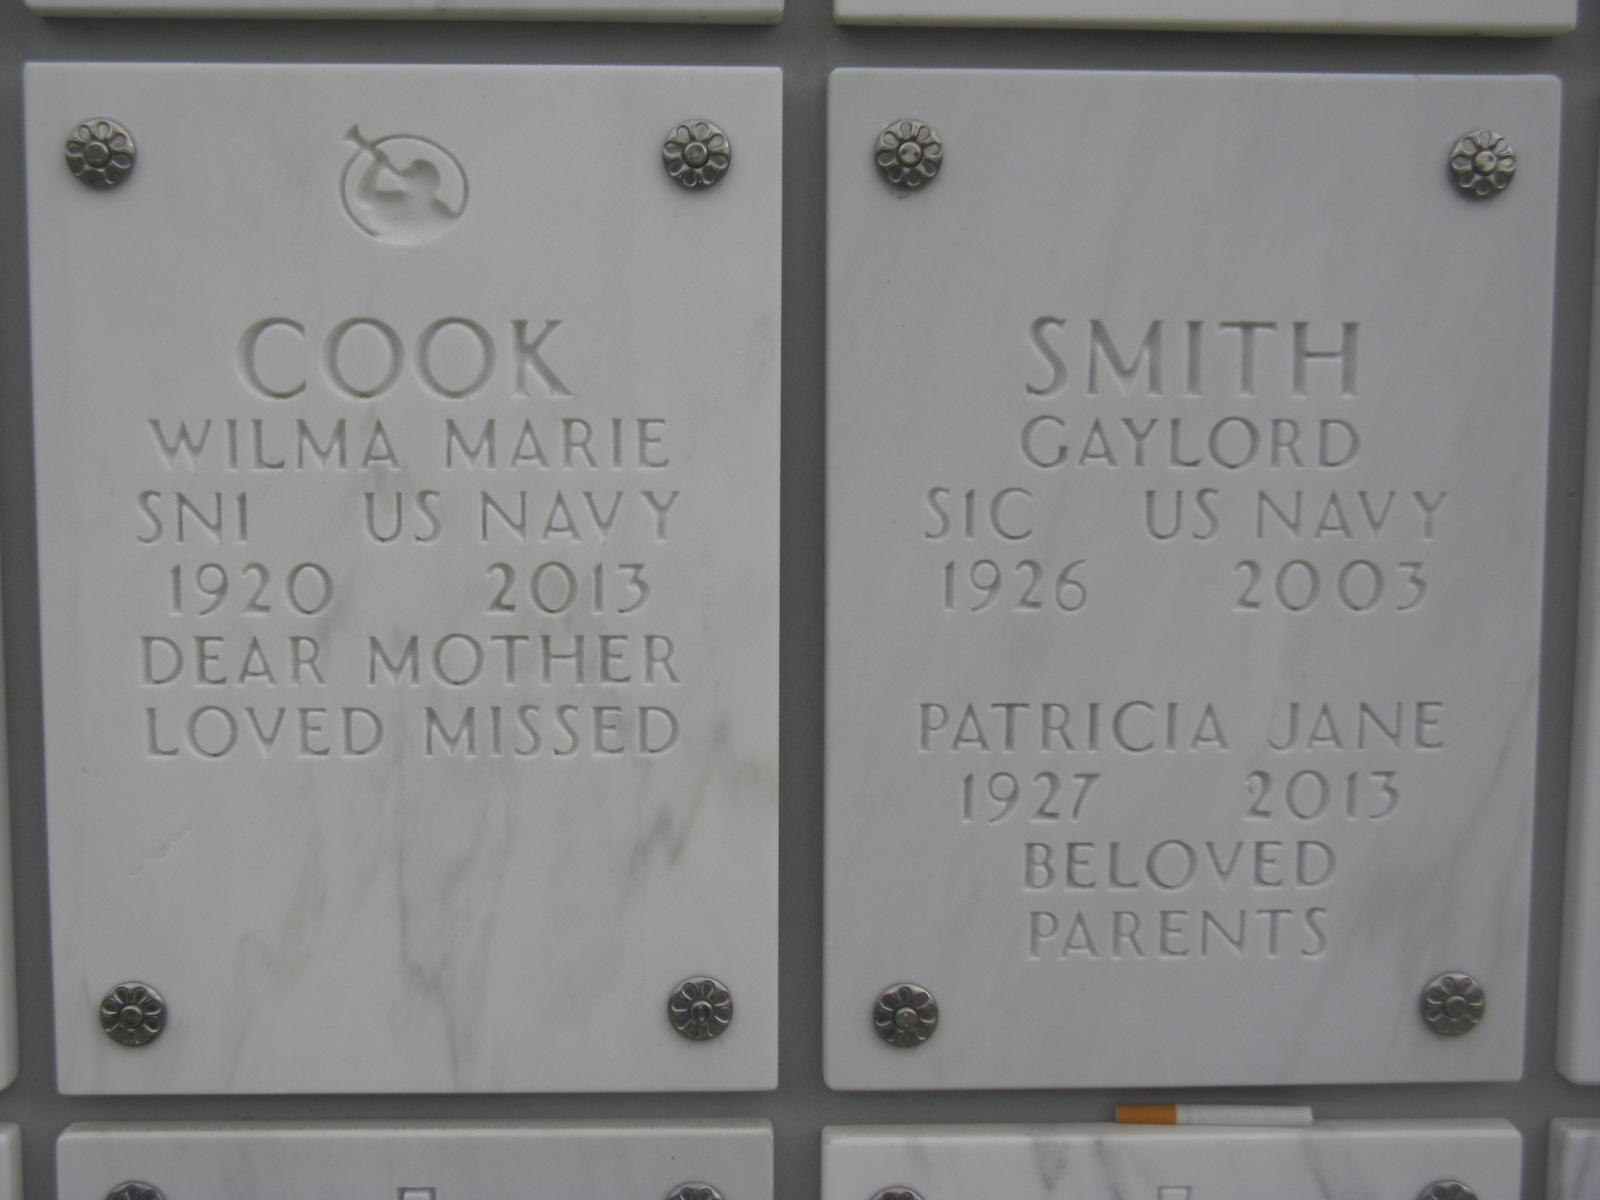 COOK
WILMA MARIE
SN1 US NAVY
1920 2013
DEAR MOTHER
LOVED MISSED
SMITH
GAYLORD
S1C US NAVY
1926 2003
PATRICIA JANE
1927 2013
BELOVED
PARENTS